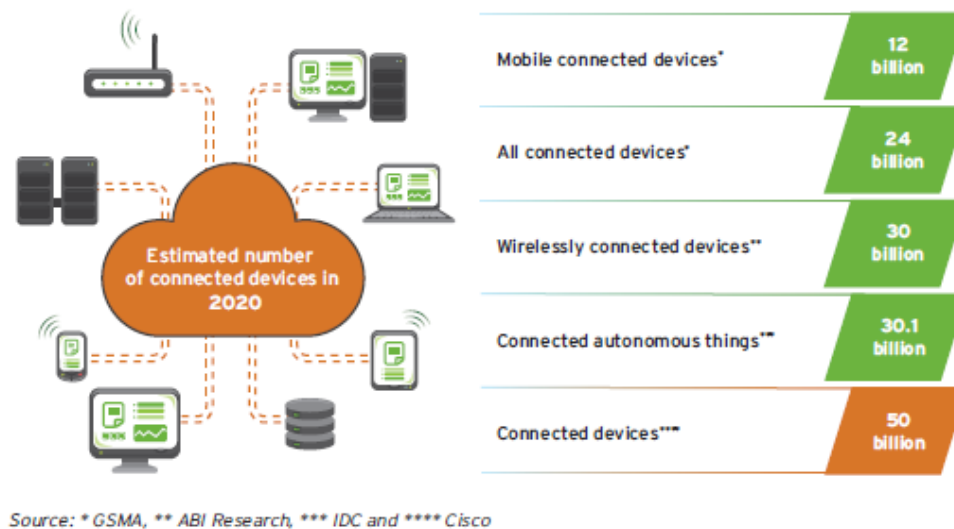 Estimated number
of connected devices in
2020
Mobile connected devices*
12
billion
All connected devices*
24
billion
Wirelessly connected devices**
30
billion
Connected autonomous things***
30.1
billion
Connected devices****
50
billion
Source: * GSMA, ** ABI Research, *** IDC and **** Cisco